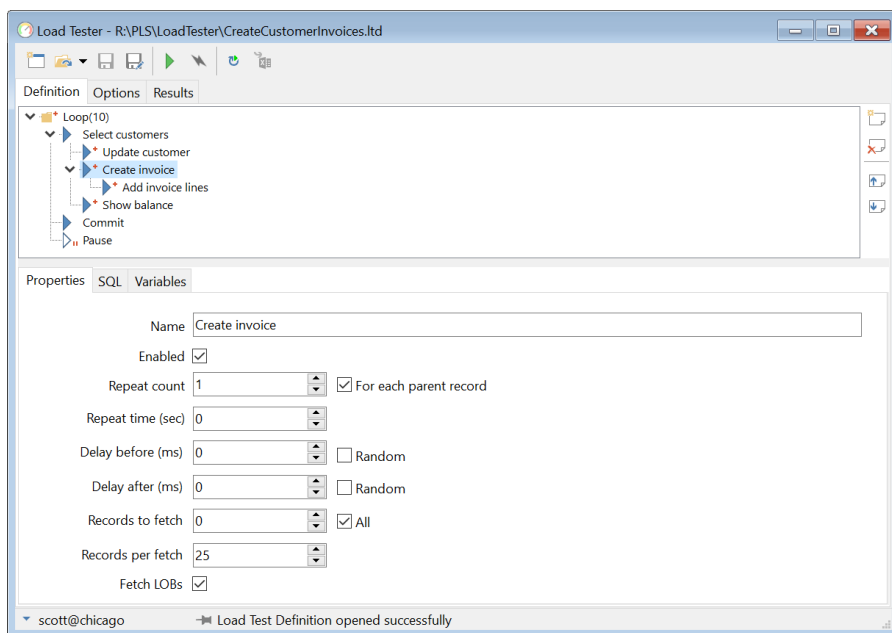 Load Tester - R:\PLS\LoadTester\CreateCustomerInvoices.ltd
Definition Options Results
Loop(10)
Select customers
Update customer
Create invoice
Add invoice lines
Show balance
Commit
Pause
Properties SQL Variables
Name Create invoice
Enabled
Repeat count 1 For each parent record
Repeat time (sec) 0
Delay before (ms) 0 Random
Delay after (ms) 0 Random
Records to fetch 0 All
Records per fetch 25
Fetch LOBs
scott@chicago Load Test Definition opened successfully